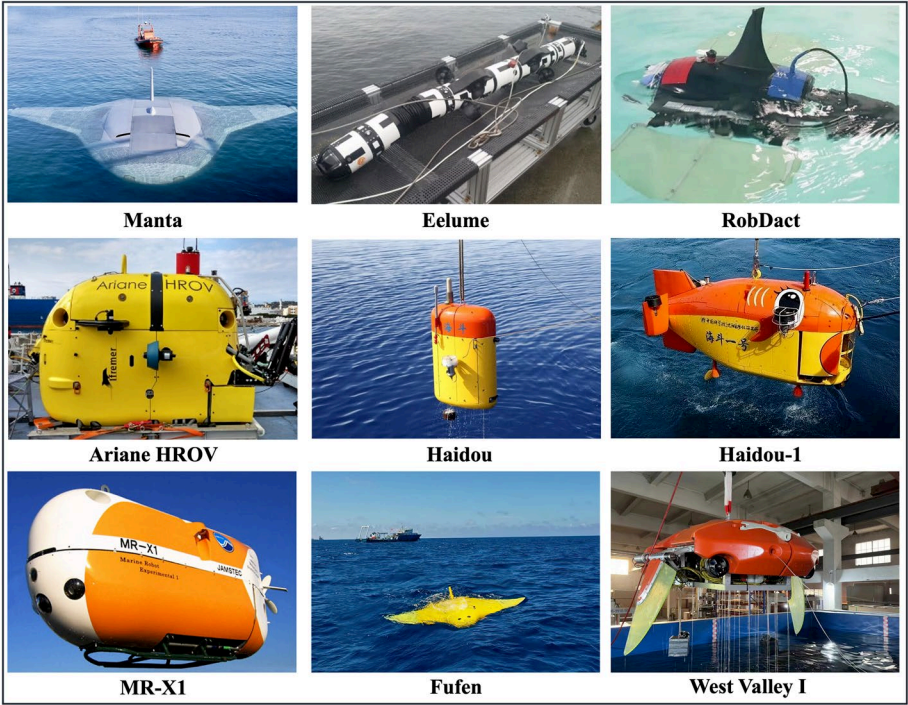 Manta
Eelume
RobDact
Ariane HROV
ifremer
Ariane HROV
Haidou
海斗一号
Haidou-1
MR-X1
Marine Robot
Experimental 1
JAMSTEC
MR-X1
Fufen
West Valley I